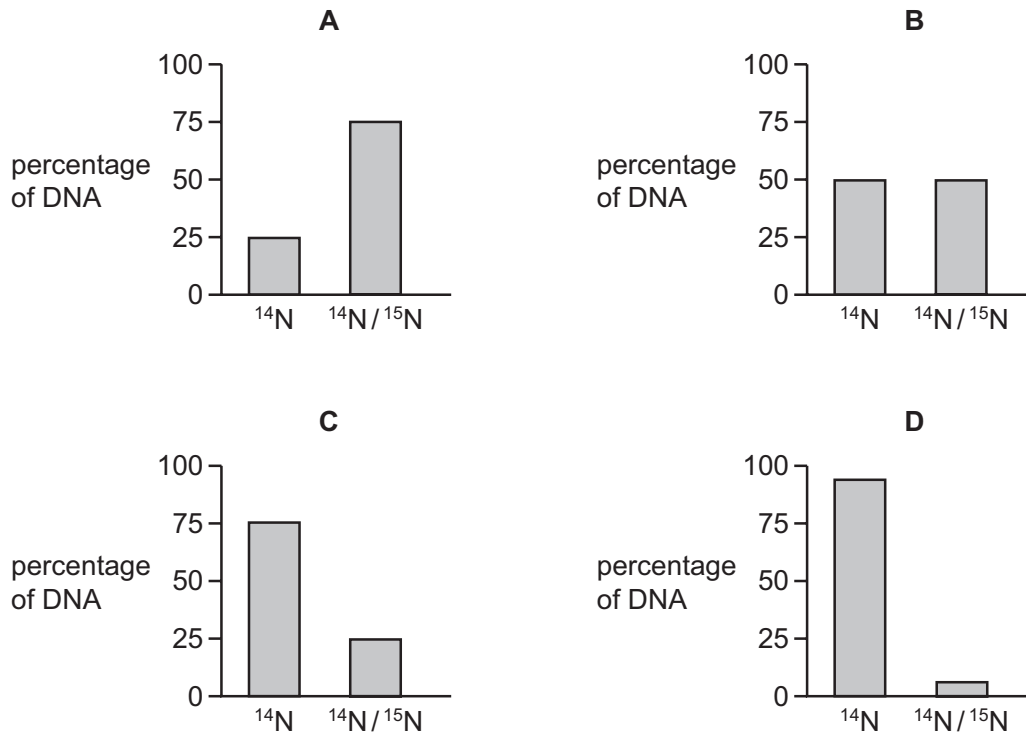 A
100
75
50
25
0
percentage
of DNA
¹⁴N
¹⁴N / ¹⁵N
B
100
75
50
25
0
percentage
of DNA
¹⁴N
¹⁴N / ¹⁵N
C
100
75
50
25
0
percentage
of DNA
¹⁴N
¹⁴N / ¹⁵N
D
100
75
50
25
0
percentage
of DNA
¹⁴N
¹⁴N / ¹⁵N